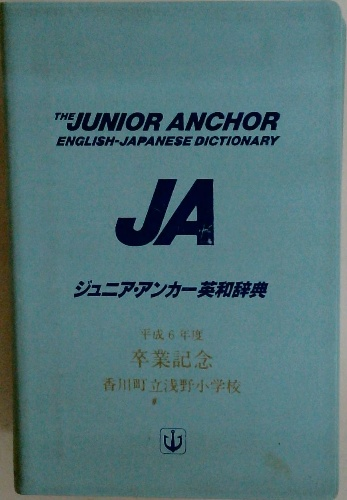 THE JUNIOR ANCHOR
ENGLISH-JAPANESE DICTIONARY
JA
ジュニア・アンカー英和辞典
平成6年度
卒業記念
香川町立浅野小学校